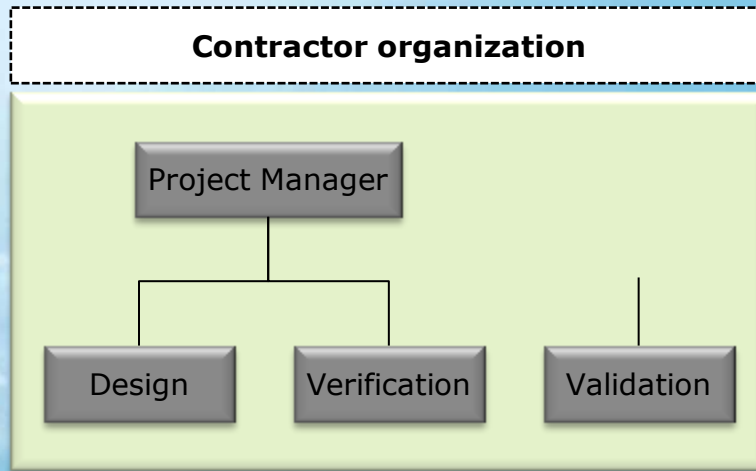 Contractor organization
Project Manager
Design
Verification
Validation